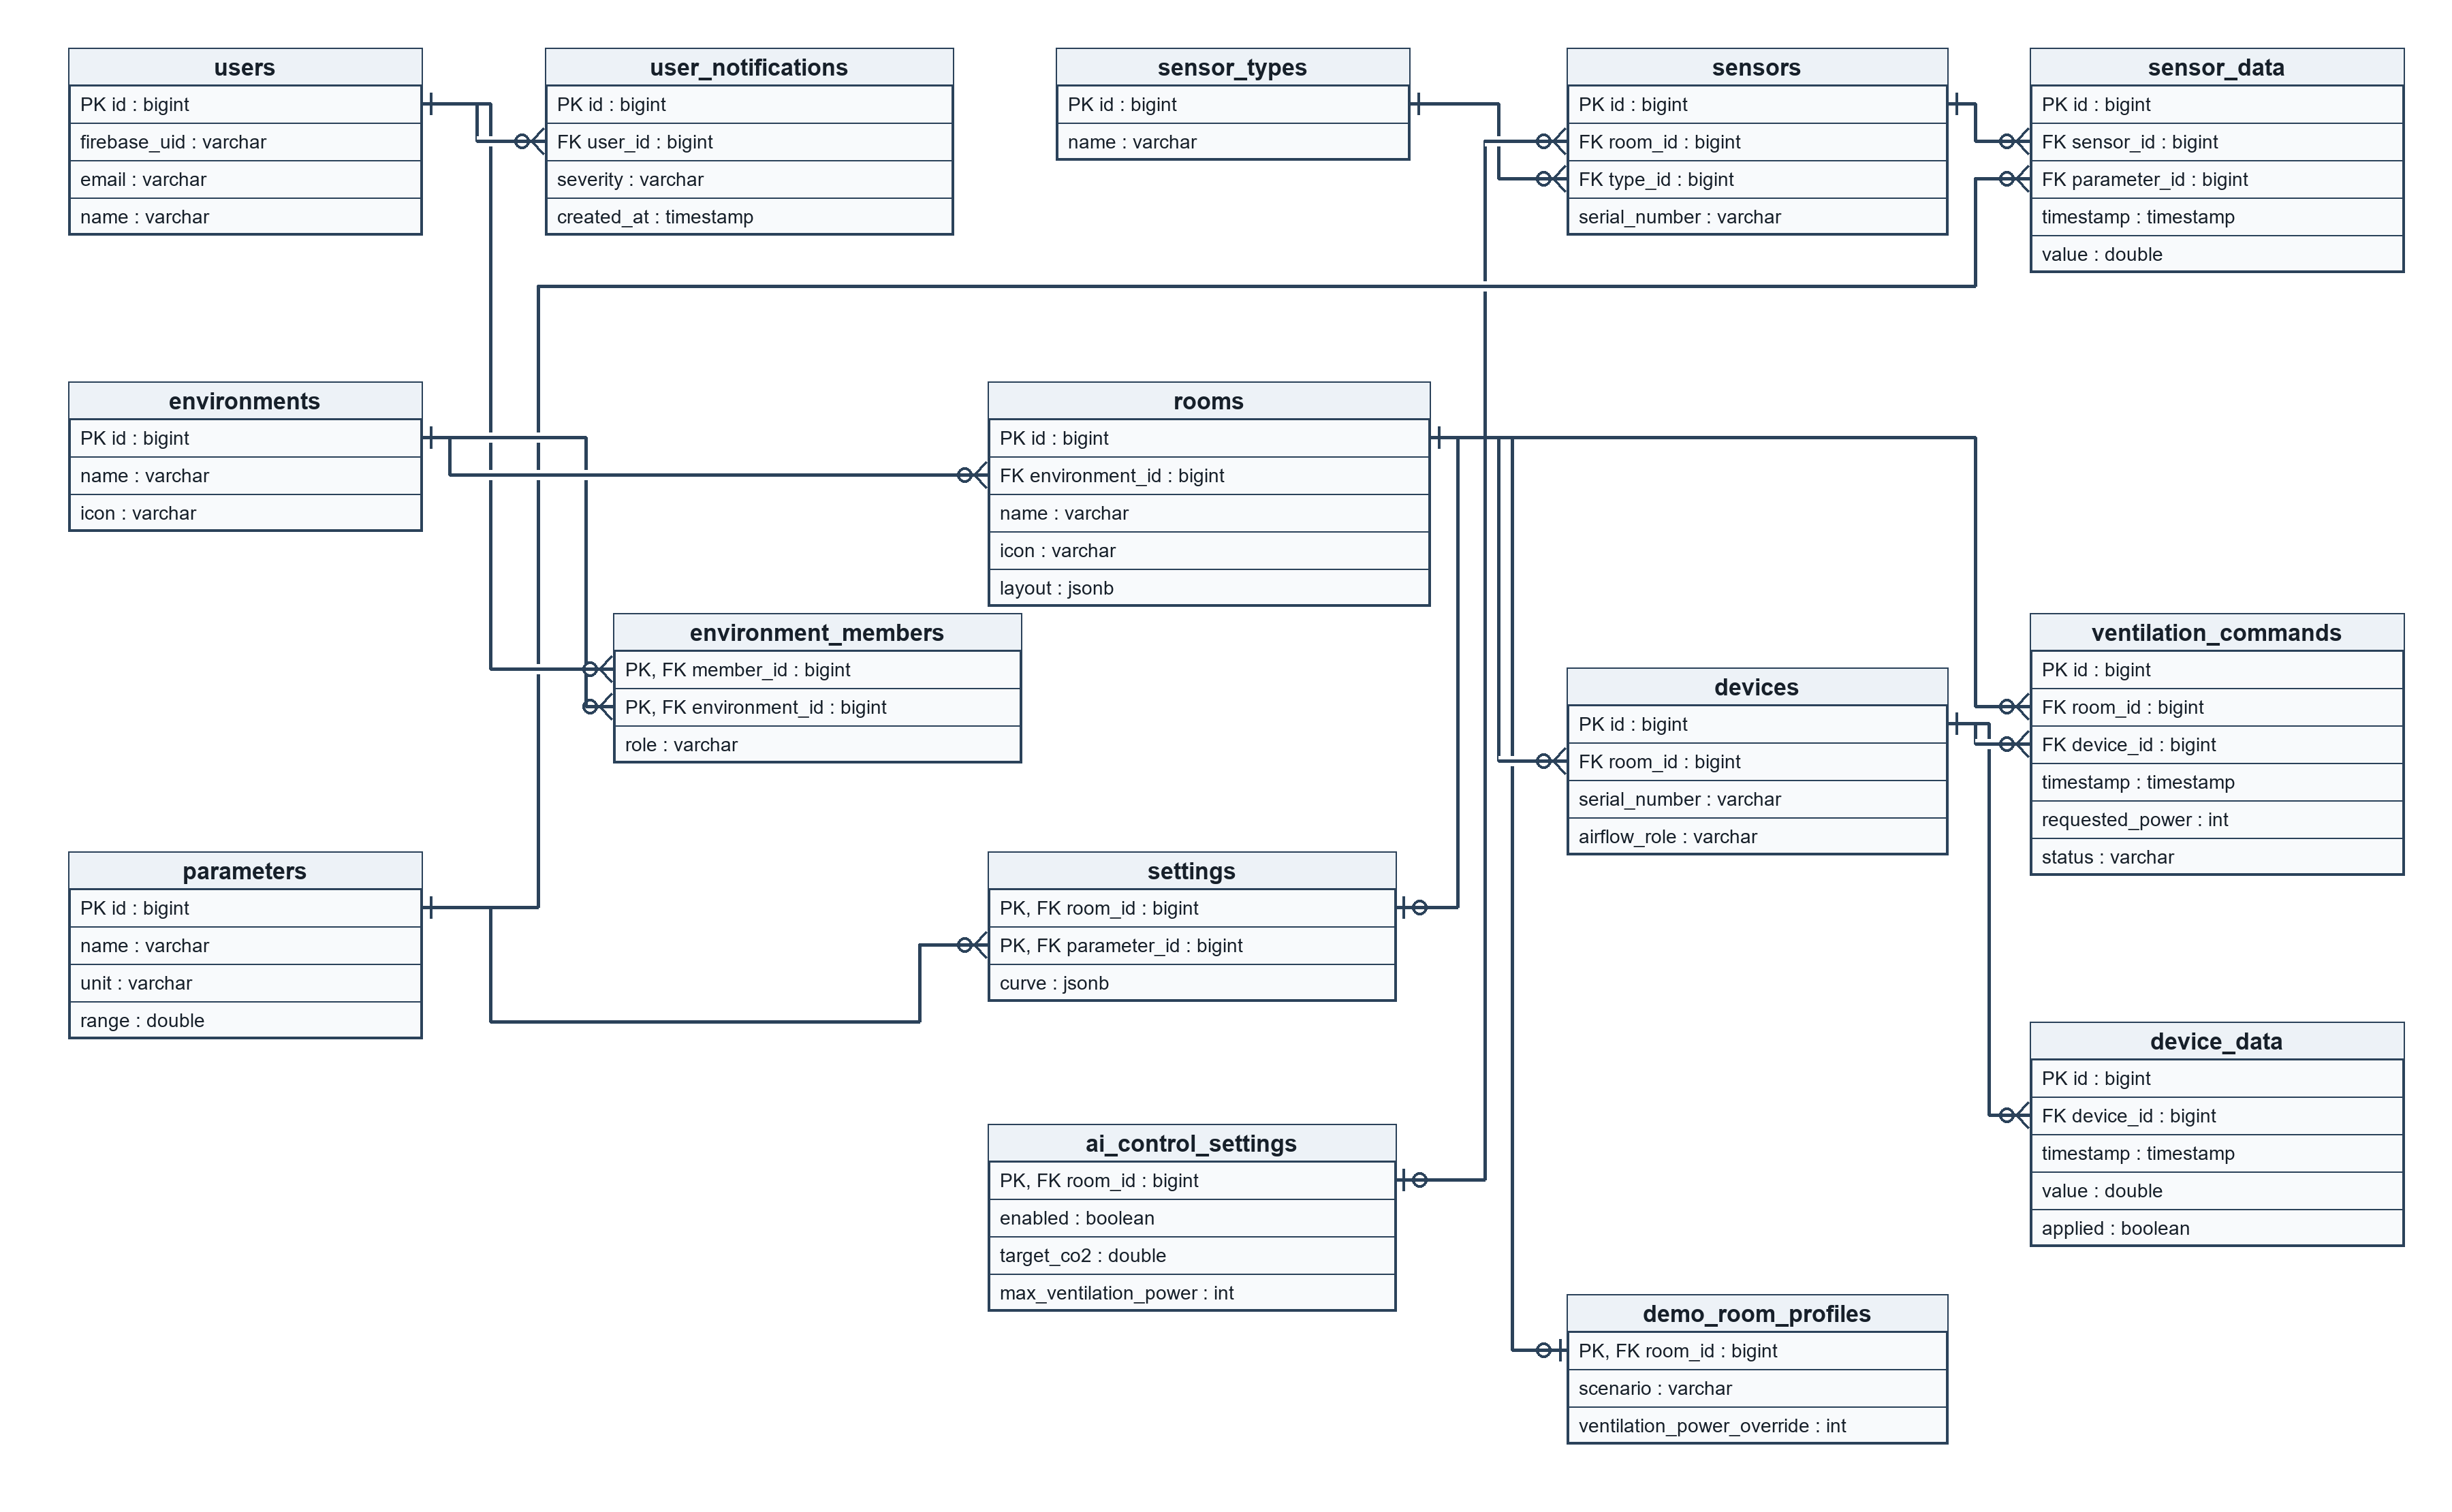 users
PK id : bigint
firebase_uid : varchar
email : varchar
name : varchar
user_notifications
PK id : bigint
FK user_id : bigint
severity : varchar
created_at : timestamp
sensor_types
PK id : bigint
name : varchar
sensors
PK id : bigint
FK room_id : bigint
FK type_id : bigint
serial_number : varchar
sensor_data
PK id : bigint
FK sensor_id : bigint
FK parameter_id : bigint
timestamp : timestamp
value : double
environments
PK id : bigint
name : varchar
icon : varchar
rooms
PK id : bigint
FK environment_id : bigint
name : varchar
icon : varchar
layout : jsonb
environment_members
PK, FK member_id : bigint
PK, FK environment_id : bigint
role : varchar
devices
PK id : bigint
FK room_id : bigint
serial_number : varchar
airflow_role : varchar
ventilation_commands
PK id : bigint
FK room_id : bigint
FK device_id : bigint
timestamp : timestamp
requested_power : int
status : varchar
parameters
PK id : bigint
name : varchar
unit : varchar
range : double
settings
PK, FK room_id : bigint
PK, FK parameter_id : bigint
curve : jsonb
device_data
PK id : bigint
FK device_id : bigint
timestamp : timestamp
value : double
applied : boolean
ai_control_settings
PK, FK room_id : bigint
enabled : boolean
target_co2 : double
max_ventilation_power : int
demo_room_profiles
PK, FK room_id : bigint
scenario : varchar
ventilation_power_override : int